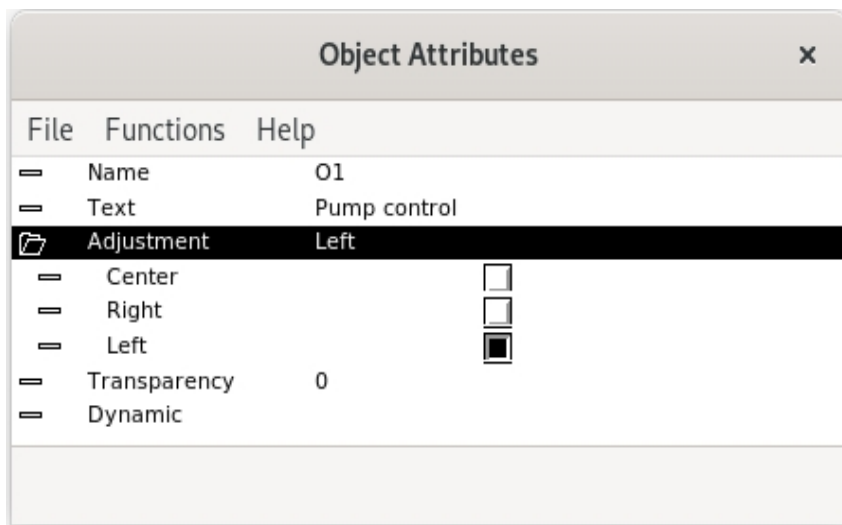 Object Attributes ×
File Functions Help
Name O1
Text Pump control
Adjustment Left
Center
Right
Left
Transparency 0
Dynamic